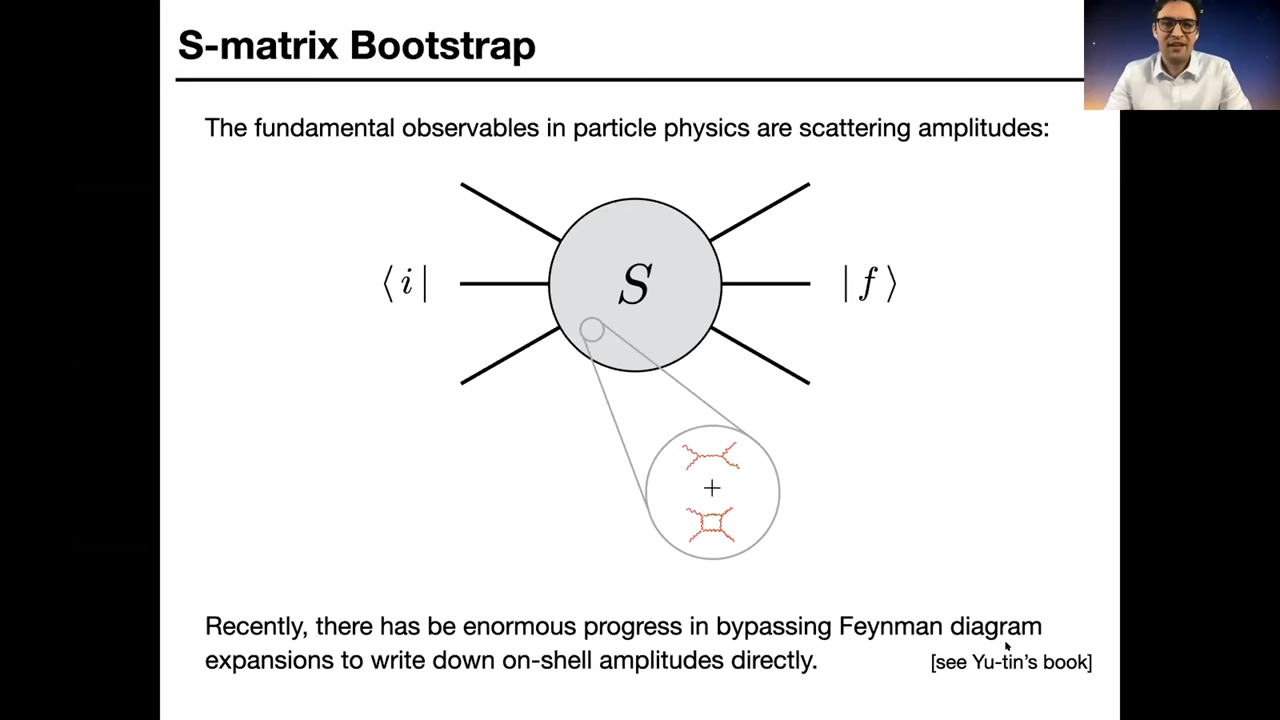 S-matrix Bootstrap
The fundamental observables in particle physics are scattering amplitudes:
⟨ i | S | f ⟩
+
Recently, there has be enormous progress in bypassing Feynman diagram
expansions to write down on-shell amplitudes directly. [see Yu-tin's book]